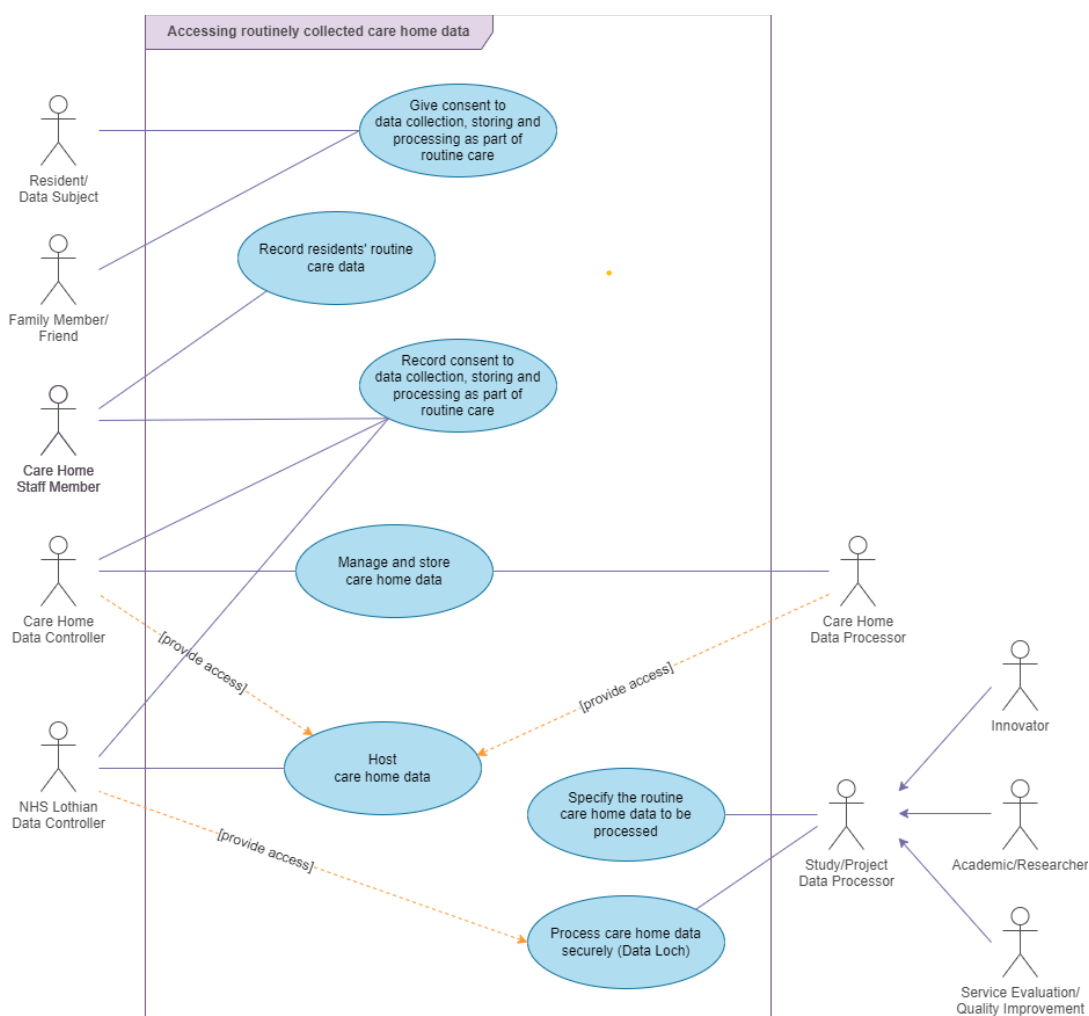 Accessing routinely collected care home data
Give consent to
data collection, storing and
processing as part of
routine care
Resident/
Data Subject
Record residents' routine
care data
Family Member/
Friend
Record consent to
data collection, storing and
processing as part of
routine care
Care Home
Staff Member
Manage and store
care home data
Care Home
Data Controller
Care Home
Data Processor
[provide access]
[provide access]
Innovator
Host
care home data
NHS Lothian
Data Controller
Specify the routine
care home data to be
processed
[provide access]
Study/Project
Data Processor
Academic/Researcher
Process care home data
securely (Data Loch)
Service Evaluation/
Quality Improvement